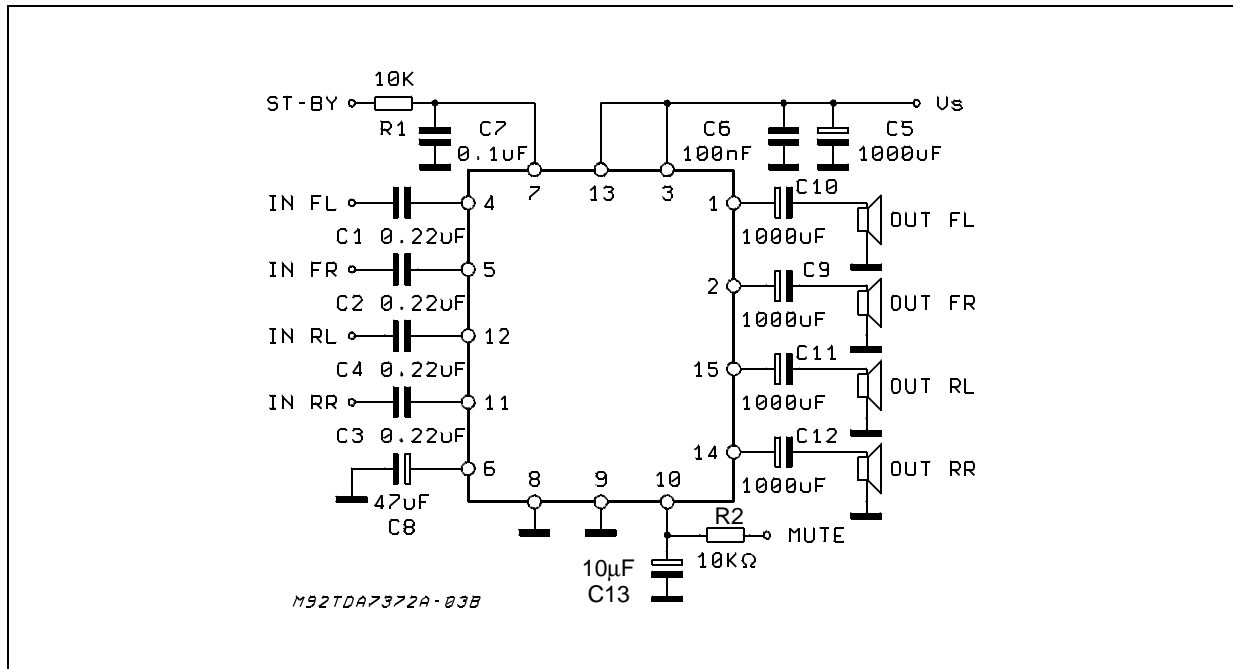 10K
ST-BY
Vs
R1
C7
0.1uF
C6
100nF
C5
1000uF
7
13
3
IN FL
4
C1 0.22uF
IN FR
5
C2 0.22uF
IN RL
12
C4 0.22uF
IN RR
11
C3 0.22uF
6
47uF
C8
8
9
10
1
C10
1000uF
OUT FL
2
C9
1000uF
OUT FR
15
C11
1000uF
OUT RL
14
C12
1000uF
OUT RR
R2
MUTE
10KΩ
10µF
C13
M92TDA7372A-03B